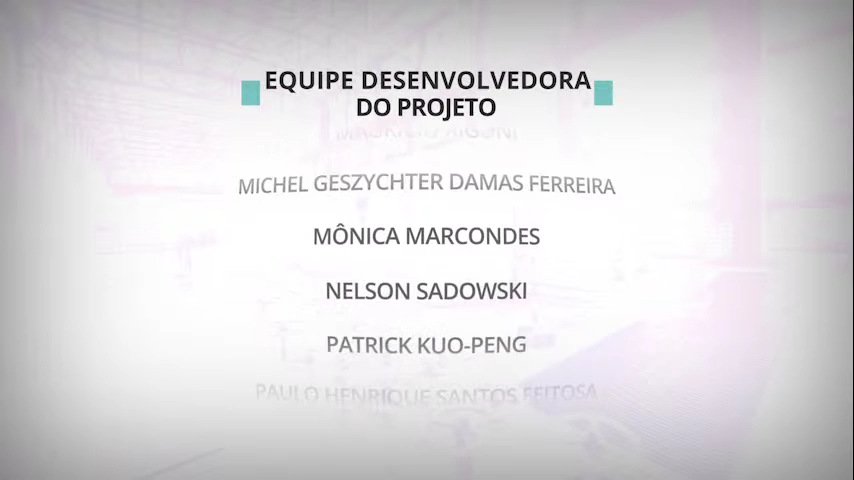 EQUIPE DESENVOLVEDORA
DO PROJETO
MICHEL GESZYCHTER DAMAS FERREIRA
MÔNICA MARCONDES
NELSON SADOWSKI
PATRICK KUO-PENG
PAULO HENRIQUE SANTOS FEITOSA